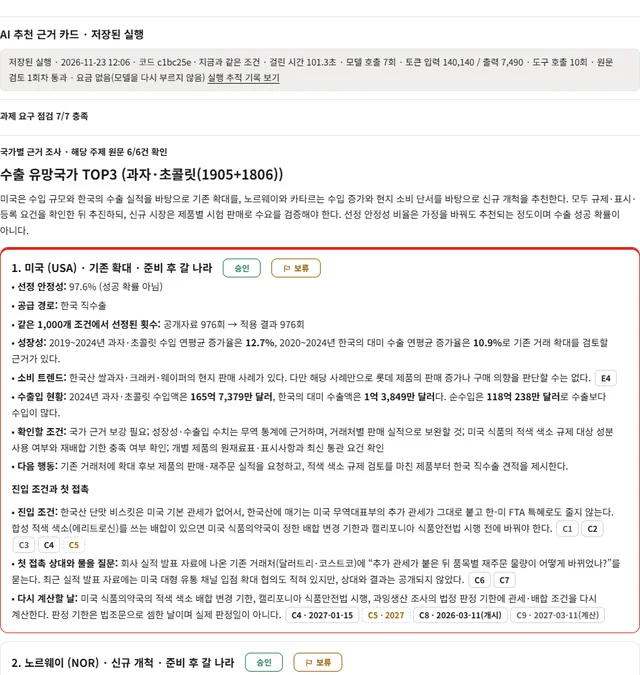 AI 추천 근거 카드 · 저장된 실행
저장된 실행 · 2026-11-23 12:06 · 코드 c1bc25e · 지금과 같은 조건 · 걸린 시간 101.3초 · 모델 호출 7회 · 토큰 입력 140,140 / 출력 7,490 · 도구 호출 10회 · 원문
검토 1회차 통과 · 요금 없음(모델을 다시 부르지 않음) 실행 추적 기록 보기
과제 요구 점검 7/7 충족
국가별 근거 조사 · 해당 주제 원문 6/6건 확인
수출 유망국가 TOP3 (과자·초콜릿(1905+1806))
미국은 수입 규모와 한국의 수출 실적을 바탕으로 기존 확대를, 노르웨이와 카타르는 수입 증가와 현지 소비 단서를 바탕으로 신규 개척을 추천한다. 모두 규제·표시·
등록 요건을 확인한 뒤 추진하되, 신규 시장은 제품별 시험 판매로 수요를 검증해야 한다. 선정 안정성 비율은 가정을 바꿔도 추천되는 정도이며 수출 성공 확률이
아니다.
1. 미국 (USA) · 기존 확대 · 준비 후 갈 나라 승인 보류
• 선정 안정성: 97.6% (성공 확률 아님)
• 공급 경로: 한국 직수출
• 같은 1,000개 조건에서 선정된 횟수: 공개자료 976회 → 적용 결과 976회
• 성장성: 2019~2024년 과자·초콜릿 수입 연평균 증가율은 12.7%, 2020~2024년 한국의 대미 수출 연평균 증가율은 10.9%로 기존 거래 확대를 검토할
근거가 있다.
• 소비 트렌드: 한국산 쌀과자·크래커·웨이퍼의 현지 판매 사례가 있다. 다만 해당 사례만으로 롯데 제품의 판매 증가나 구매 의향을 판단할 수는 없다. E4
• 수출입 현황: 2024년 과자·초콜릿 수입액은 165억 7,379만 달러, 한국의 대미 수출액은 1억 3,849만 달러다. 순수입은 118억 238만 달러로 수출보다
수입이 많다.
• 확인할 조건: 국가 근거 보강 필요; 성장성·수출입 수치는 무역 통계에 근거하며, 거래처별 판매 실적으로 보완할 것; 미국 식품의 적색 색소 규제 대상 성분
사용 여부와 재배합 기한 충족 여부 확인; 개별 제품의 원재료표·표시사항과 최신 통관 요건 확인
• 다음 행동: 기존 거래처에 확대 후보 제품의 판매·재주문 실적을 요청하고, 적색 색소 규제 검토를 마친 제품부터 한국 직수출 견적을 제시한다.
진입 조건과 첫 접촉
• 진입 조건: 한국산 단맛 비스킷은 미국 기본 관세가 없어서, 한국산에 매기는 미국 무역대표부의 추가 관세가 그대로 붙고 한-미 FTA 특혜로도 줄지 않는다.
합성 적색 색소(에리트로신)를 쓰는 배합이 있으면 미국 식품의약국이 정한 배합 변경 기한과 캘리포니아 식품안전법 시행 전에 바꿔야 한다. C1 C2
C3 C4 C5
• 첫 접촉 상대와 물을 질문: 회사 실적 발표 자료에 나온 기존 거래처(달러트리·코스트코)에 “추가 관세가 붙은 뒤 품목별 재주문 물량이 어떻게 바뀌었나?”를
묻는다. 최근 실적 발표 자료에는 미국 대형 유통 채널 입점 확대 협의도 적혀 있지만, 상대와 결과는 공개되지 않았다. C6 C7
• 다시 계산할 날: 미국 식품의약국의 적색 색소 배합 변경 기한, 캘리포니아 식품안전법 시행, 과잉생산 조사의 법정 판정 기한에 관세·배합 조건을 다시
계산한다. 판정 기한은 법조문으로 셈한 날이며 실제 판정일이 아니다. C4 · 2027-01-15 C5 · 2027 C8 · 2026-03-11(개시) C9 · 2027-03-11(계산)
2. 노르웨이 (NOR) · 신규 개척 · 준비 후 갈 나라 승인 보류